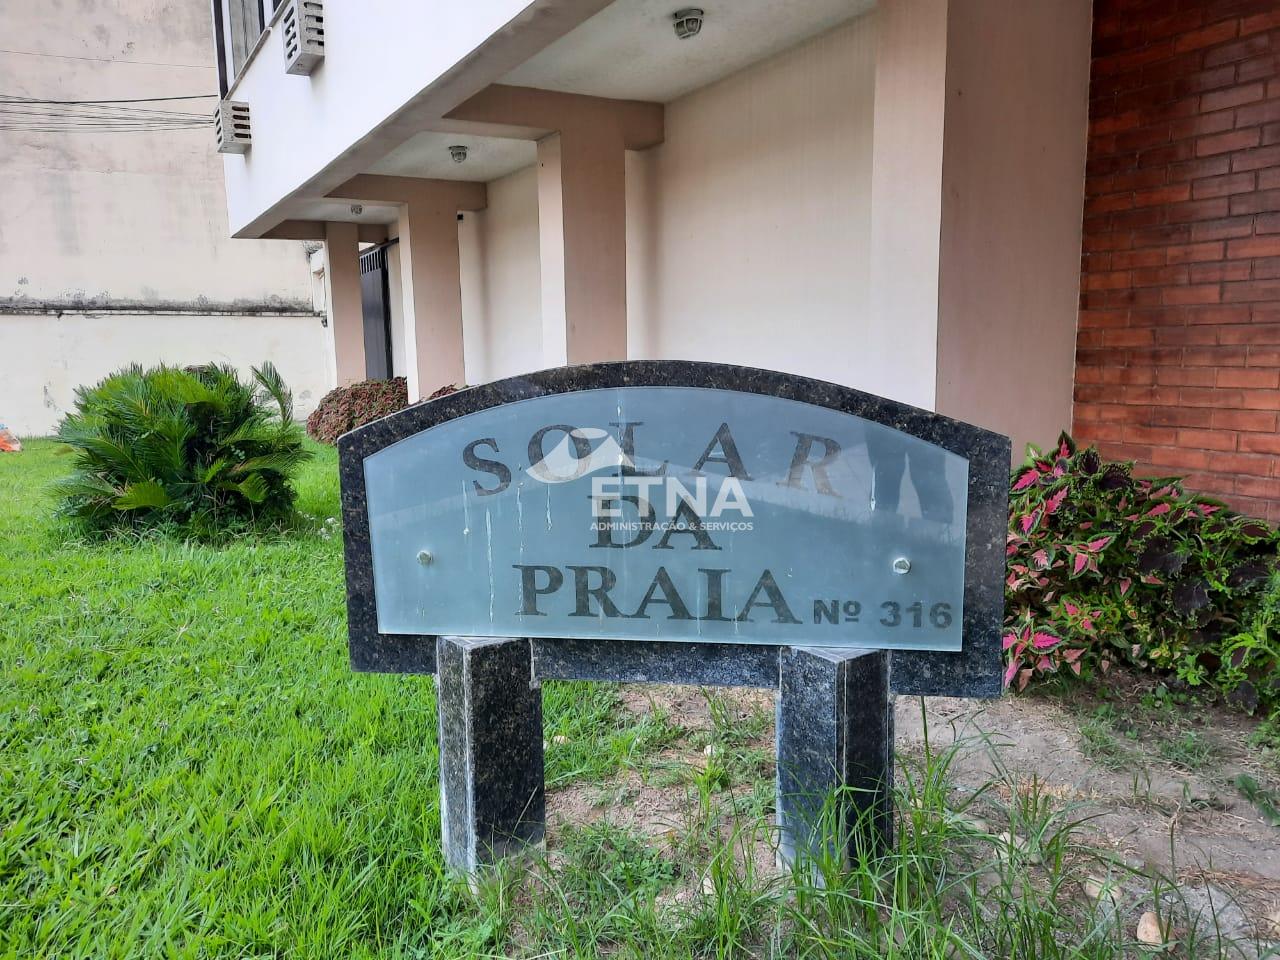 SOLAR
ETNA
ADMINISTRAÇÃO & SERVIÇOS
DA
PRAIA Nº 316